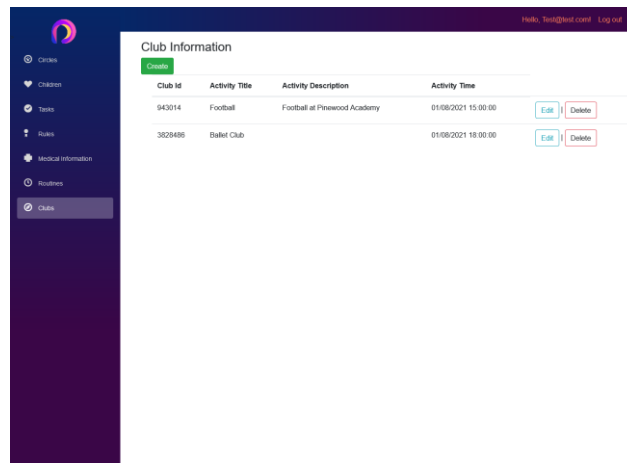 Hello, Test@test.com! Log out
Circles
Children
Tasks
Rules
Medical Information
Routines
Clubs
Club Information
Create
Club Id Activity Title Activity Description Activity Time
943014 Football Football at Pinewood Academy 01/08/2021 15:00:00 Edit | Delete
3828486 Ballet Club 01/08/2021 18:00:00 Edit | Delete